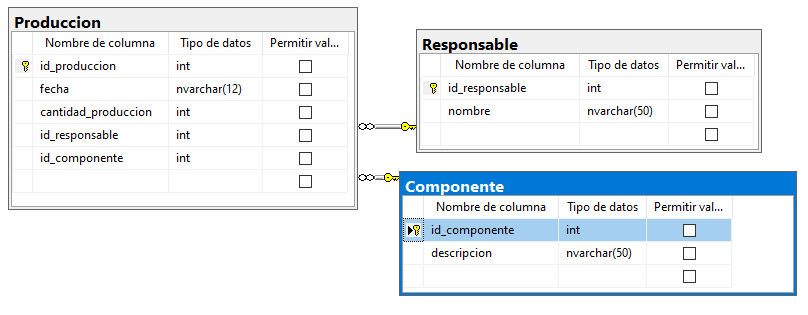 Produccion
Nombre de columna Tipo de datos Permitir val...
id_produccion int
fecha nvarchar(12)
cantidad_produccion int
id_responsable int
id_componente int
Responsable
Nombre de columna Tipo de datos Permitir val...
id_responsable int
nombre nvarchar(50)
Componente
Nombre de columna Tipo de datos Permitir val...
id_componente int
descripcion nvarchar(50)